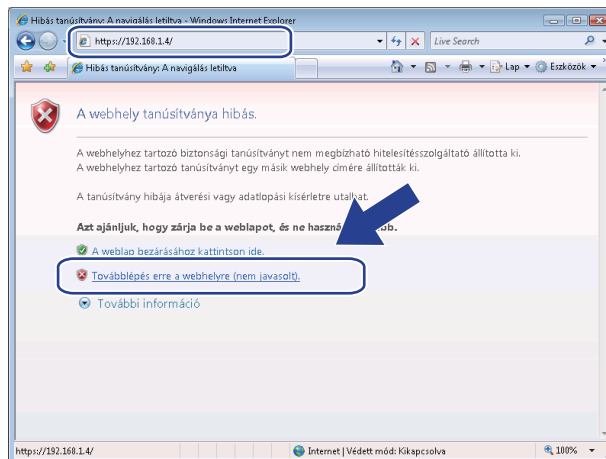 Hibás tanúsítvány: A navigálás letiltva - Windows Internet Explorer
https://192.168.1.4/
Live Search
Hibás tanúsítvány: A navigálás letiltva
Lap
Eszközök
A webhely tanúsítványa hibás.
A webhelyhez tartozó biztonsági tanúsítványt nem megbízható hitelesítésszolgáltató állította ki.
A webhelyhez tartozó tanúsítványt egy másik webhely címére állították ki.
A tanúsítvány hibája átverési vagy adatlopási kísérletre utalhat.
Azt ajánljuk, hogy zárja be a weblapot, és ne
A weblap bezárásához kattintson ide.
Továbblépés erre a webhelyre (nem javasolt).
További információ
https://192.168.1.4/
Internet | Védett mód: Kikapcsolva
100%